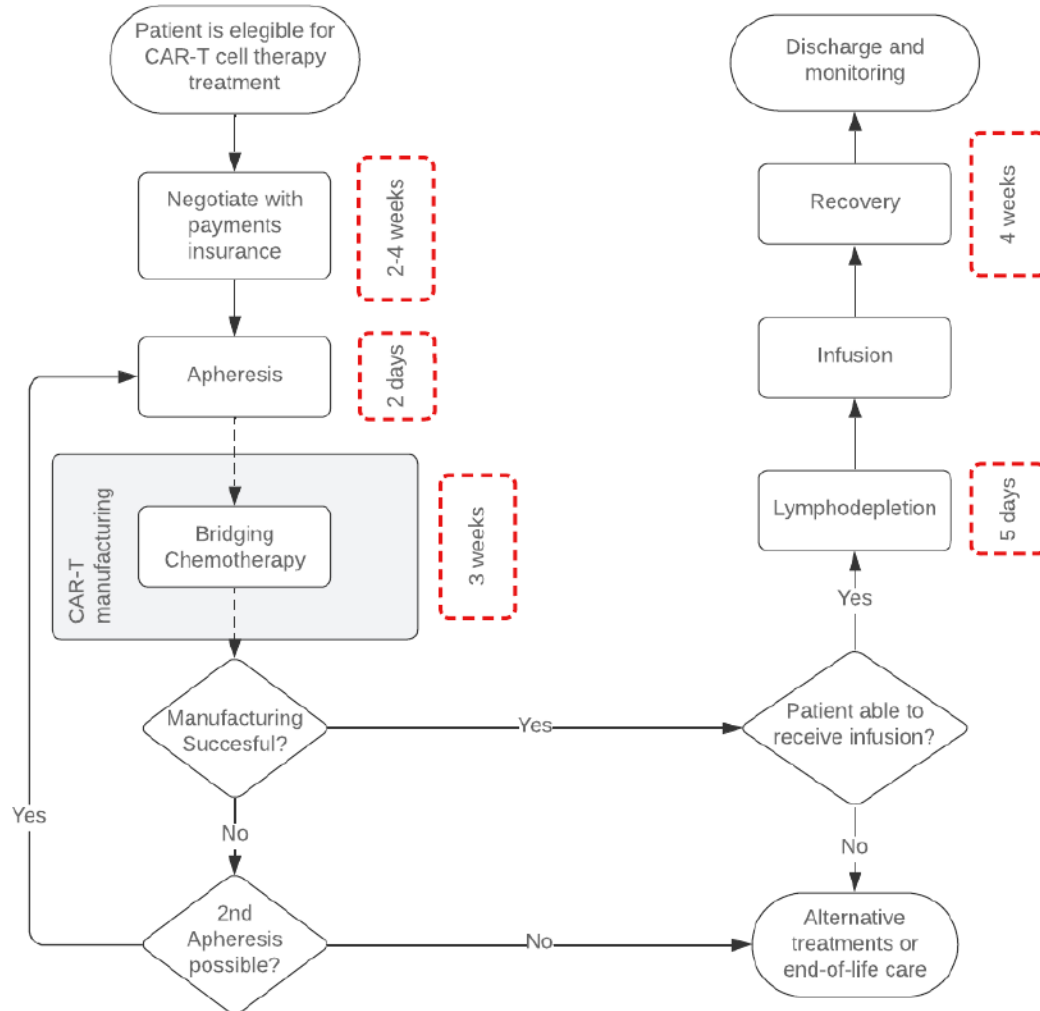 Patient is elegible for
CAR-T cell therapy
treatment
Negotiate with
payments
insurance
2-4 weeks
Apheresis
2 days
CAR-T
manufacturing
Bridging
Chemotherapy
3 weeks
Manufacturing
Succesful?
Yes
No
Yes
2nd
Apheresis
possible?
No
Discharge and
monitoring
Recovery
4 weeks
Infusion
Lymphodepletion
5 days
Yes
Patient able to
receive infusion?
No
Alternative
treatments or
end-of-life care